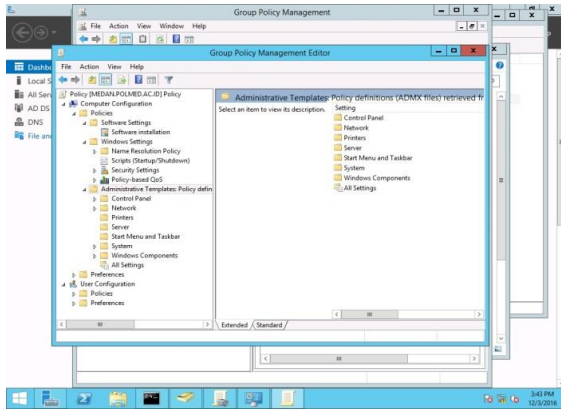 Group Policy Management
File Action View Window Help
Group Policy Management Editor
File Action View Help
Policy [MEDAN.POLMED.AC.ID] Policy
Computer Configuration
Policies
Software Settings
Software installation
Windows Settings
Name Resolution Policy
Scripts (Startup/Shutdown)
Security Settings
Policy-based QoS
Administrative Templates: Policy defin
Control Panel
Network
Printers
Server
Start Menu and Taskbar
System
Windows Components
All Settings
Preferences
User Configuration
Policies
Preferences
Administrative Templates: Policy definitions (ADMX files) retrieved fr
Select an item to view its description.
Setting
Control Panel
Network
Printers
Server
Start Menu and Taskbar
System
Windows Components
All Settings
Extended
Standard
Dashb
Local S
All Serv
AD DS
DNS
File an
3:43 PM
12/3/2016